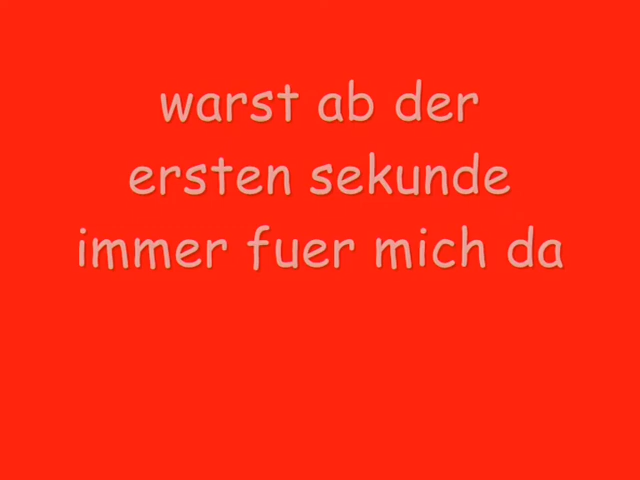 warst ab der
ersten sekunde
immer fuer mich da